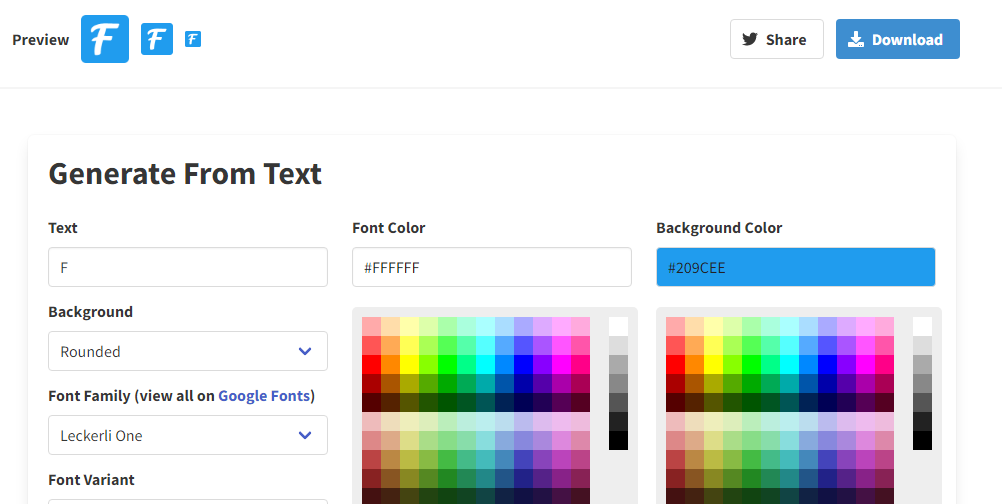 Preview F F F Share Download
Generate From Text
Text Font Color Background Color
F #FFFFFF #209CEE
Background
Rounded
Font Family (view all on Google Fonts)
Leckerli One
Font Variant